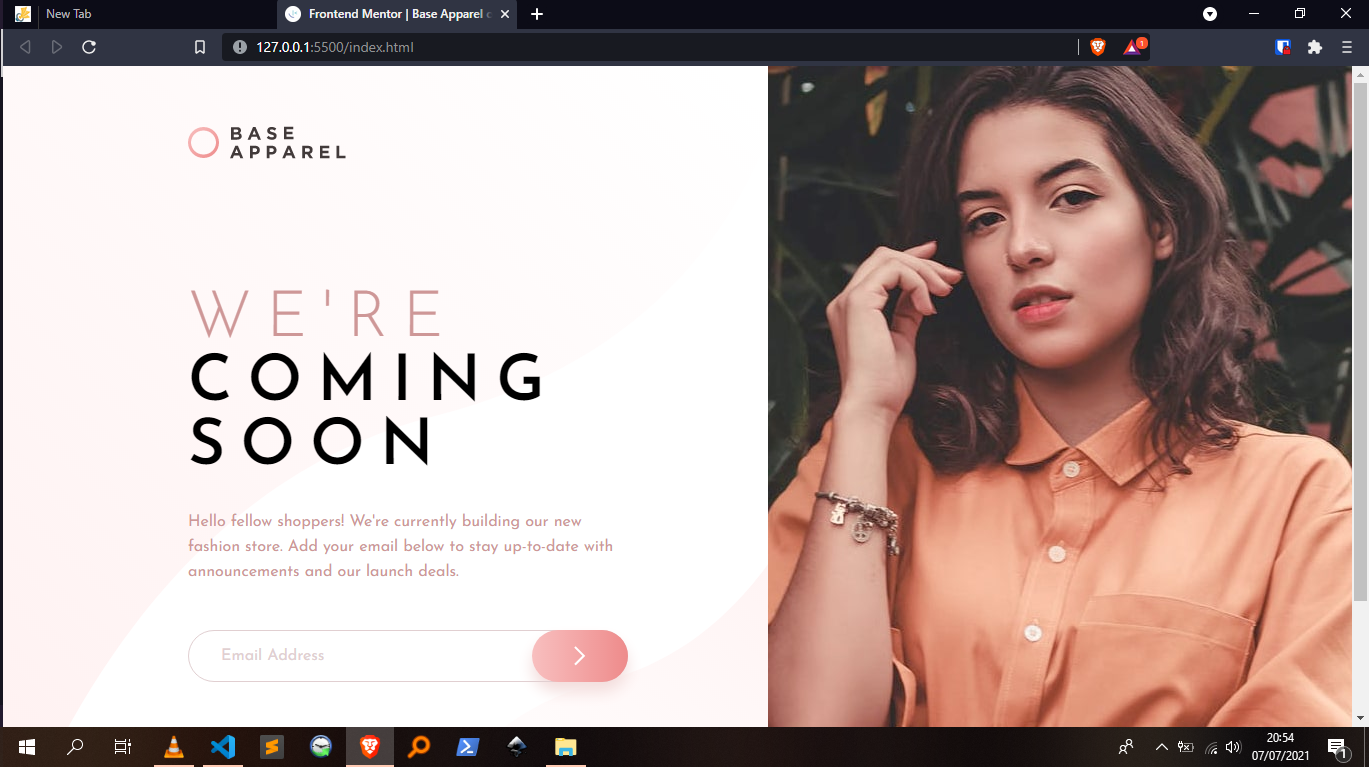 New Tab
Frontend Mentor | Base Apparel c
127.0.0.1:5500/index.html
1
BASE
APPAREL
WE'RE
COMING
SOON
Hello fellow shoppers! We're currently building our new
fashion store. Add your email below to stay up-to-date with
announcements and our launch deals.
Email Address
20:54
07/07/2021
1